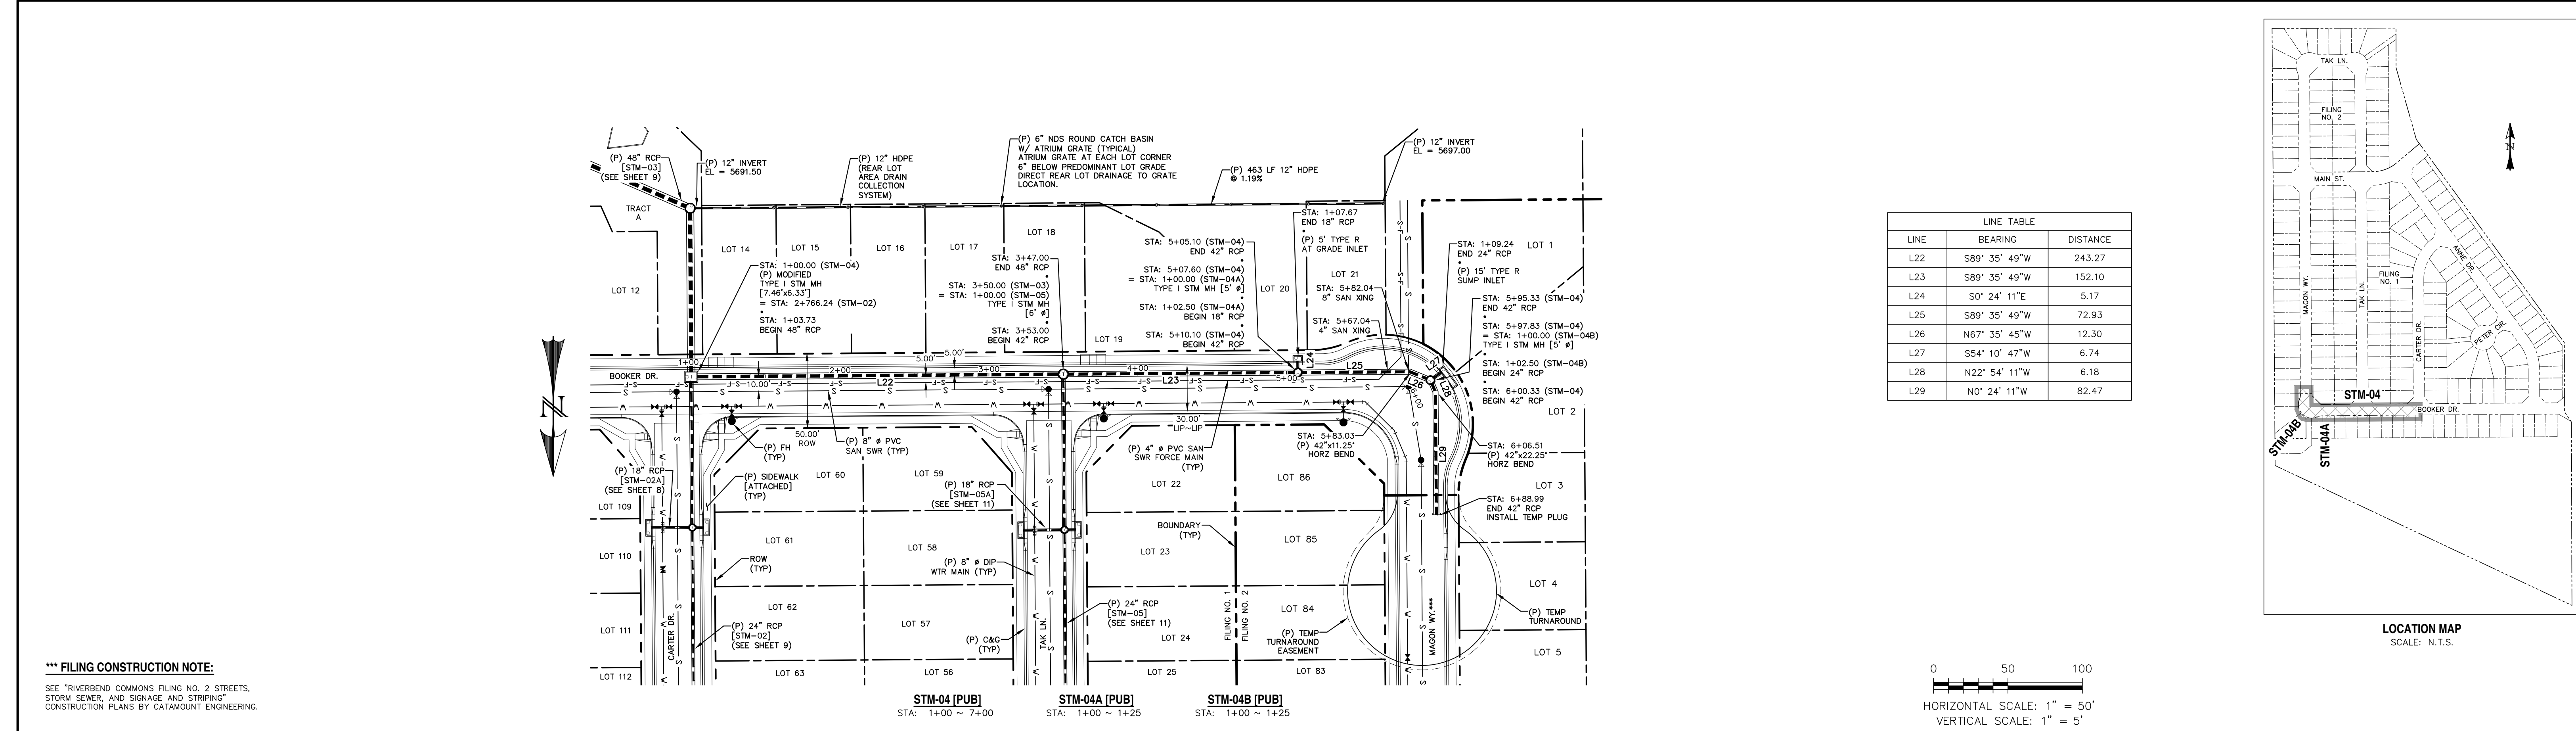 (P) 48" RCP
[STM-03]
(SEE SHEET 9)
(P) 12" INVERT
EL = 5691.50
(P) 12" HDPE
(REAR LOT
AREA DRAIN
COLLECTION
SYSTEM)
(P) 6" NDS ROUND CATCH BASIN
W/ ATRIUM GRATE (TYPICAL)
ATRIUM GRATE AT EACH LOT CORNER
6" BELOW PREDOMINANT LOT GRADE
DIRECT REAR LOT DRAINAGE TO GRATE
LOCATION.
(P) 463 LF 12" HDPE
@ 1.19%
(P) 12" INVERT
EL = 5697.00
TRACT
A
LOT 12
LOT 14
LOT 15
LOT 16
LOT 17
LOT 18
LOT 19
LOT 20
LOT 21
LOT 1
LOT 2
LOT 3
LOT 4
LOT 5
STA: 1+00.00 (STM-04)
(P) MODIFIED
TYPE I STM MH
[7.46'x6.33']
= STA: 2+766.24 (STM-02)
•
STA: 1+03.73
BEGIN 48" RCP
STA: 3+47.00
END 48" RCP
•
STA: 3+50.00 (STM-03)
= STA: 1+00.00 (STM-05)
TYPE I STM MH
[6' ø]
•
STA: 3+53.00
BEGIN 42" RCP
STA: 5+05.10 (STM-04)
END 42" RCP
•
STA: 5+07.60 (STM-04)
= STA: 1+00.00 (STM-04A)
TYPE I STM MH [5' ø]
•
STA: 1+02.50 (STM-04A)
BEGIN 18" RCP
•
STA: 5+10.10 (STM-04)
BEGIN 42" RCP
STA: 1+07.67
END 18" RCP
•
(P) 5' TYPE R
AT GRADE INLET
STA: 5+82.04
8" SAN XING
STA: 5+67.04
4" SAN XING
STA: 1+09.24
END 24" RCP
•
(P) 15' TYPE R
SUMP INLET
STA: 5+95.33 (STM-04)
END 42" RCP
•
STA: 5+97.83 (STM-04)
= STA: 1+00.00 (STM-04B)
TYPE I STM MH [5' ø]
•
STA: 1+02.50 (STM-04B)
BEGIN 24" RCP
•
STA: 6+00.33 (STM-04)
BEGIN 42" RCP
BOOKER DR.
1+00
2+00
3+00
4+00
5+00
6+00
5.00'
5.00'
10.00'
L22
L23
L24
L25
L26
L27
L28
L29
N
50.00'
ROW
30.00'
LIP~LIP
(P) FH
(TYP)
(P) 8" ø PVC
SAN SWR (TYP)
(P) 4" ø PVC SAN
SWR FORCE MAIN
(TYP)
STA: 5+83.03
(P) 42"x11.25°
HORZ BEND
STA: 6+06.51
(P) 42"x22.25°
HORZ BEND
STA: 6+88.99
END 42" RCP
INSTALL TEMP PLUG
(P) 18" RCP
[STM-02A]
(SEE SHEET 8)
(P) SIDEWALK
[ATTACHED]
(TYP)
(P) 18" RCP
[STM-05A]
(SEE SHEET 11)
LOT 60
LOT 59
LOT 22
LOT 86
LOT 109
LOT 110
LOT 111
LOT 112
LOT 61
LOT 58
LOT 23
LOT 85
BOUNDARY
(TYP)
ROW
(TYP)
(P) 8" ø DIP
WTR MAIN (TYP)
LOT 62
LOT 57
LOT 24
LOT 84
(P) 24" RCP
[STM-02]
(SEE SHEET 9)
(P) C&G
(TYP)
(P) 24" RCP
[STM-05]
(SEE SHEET 11)
FILING NO. 1
FILING NO. 2
(P) TEMP
TURNAROUND
EASEMENT
(P) TEMP
TURNAROUND
LOT 63
LOT 56
LOT 25
LOT 83
CARTER DR.
TAK LN.
MAGON WY.***
STM-04 [PUB]
STA: 1+00 ~ 7+00
STM-04A [PUB]
STA: 1+00 ~ 1+25
STM-04B [PUB]
STA: 1+00 ~ 1+25
*** FILING CONSTRUCTION NOTE:
SEE "RIVERBEND COMMONS FILING NO. 2 STREETS,
STORM SEWER, AND SIGNAGE AND STRIPING"
CONSTRUCTION PLANS BY CATAMOUNT ENGINEERING.
LINE TABLE
LINE BEARING DISTANCE
L22 S89° 35' 49"W 243.27
L23 S89° 35' 49"W 152.10
L24 S0° 24' 11"E 5.17
L25 S89° 35' 49"W 72.93
L26 N67° 35' 45"W 12.30
L27 S54° 10' 47"W 6.74
L28 N22° 54' 11"W 6.18
L29 N0° 24' 11"W 82.47
0 50 100
HORIZONTAL SCALE: 1" = 50'
VERTICAL SCALE: 1" = 5'
TAK LN.
FILING
NO. 2
N
MAIN ST.
MAGON WY.
TAK LN.
FILING
NO. 1
ANNE DR.
CARTER DR.
PETER CIR.
STM-04
BOOKER DR.
STM-04B
STM-04A
LOCATION MAP
SCALE: N.T.S.